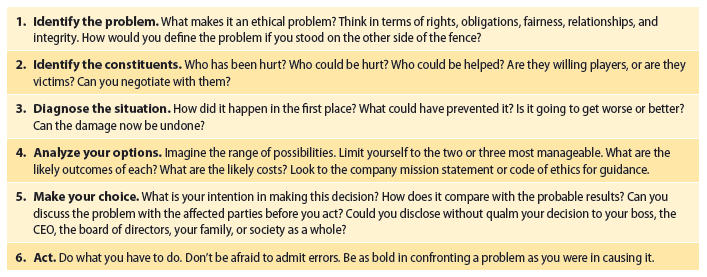 1. Identify the problem. What makes it an ethical problem? Think in terms of rights, obligations, fairness, relationships, and
integrity. How would you define the problem if you stood on the other side of the fence?
2. Identify the constituents. Who has been hurt? Who could be hurt? Who could be helped? Are they willing players, or are they
victims? Can you negotiate with them?
3. Diagnose the situation. How did it happen in the first place? What could have prevented it? Is it going to get worse or better?
Can the damage now be undone?
4. Analyze your options. Imagine the range of possibilities. Limit yourself to the two or three most manageable. What are the
likely outcomes of each? What are the likely costs? Look to the company mission statement or code of ethics for guidance.
5. Make your choice. What is your intention in making this decision? How does it compare with the probable results? Can you
discuss the problem with the affected parties before you act? Could you disclose without qualm your decision to your boss, the
CEO, the board of directors, your family, or society as a whole?
6. Act. Do what you have to do. Don't be afraid to admit errors. Be as bold in confronting a problem as you were in causing it.